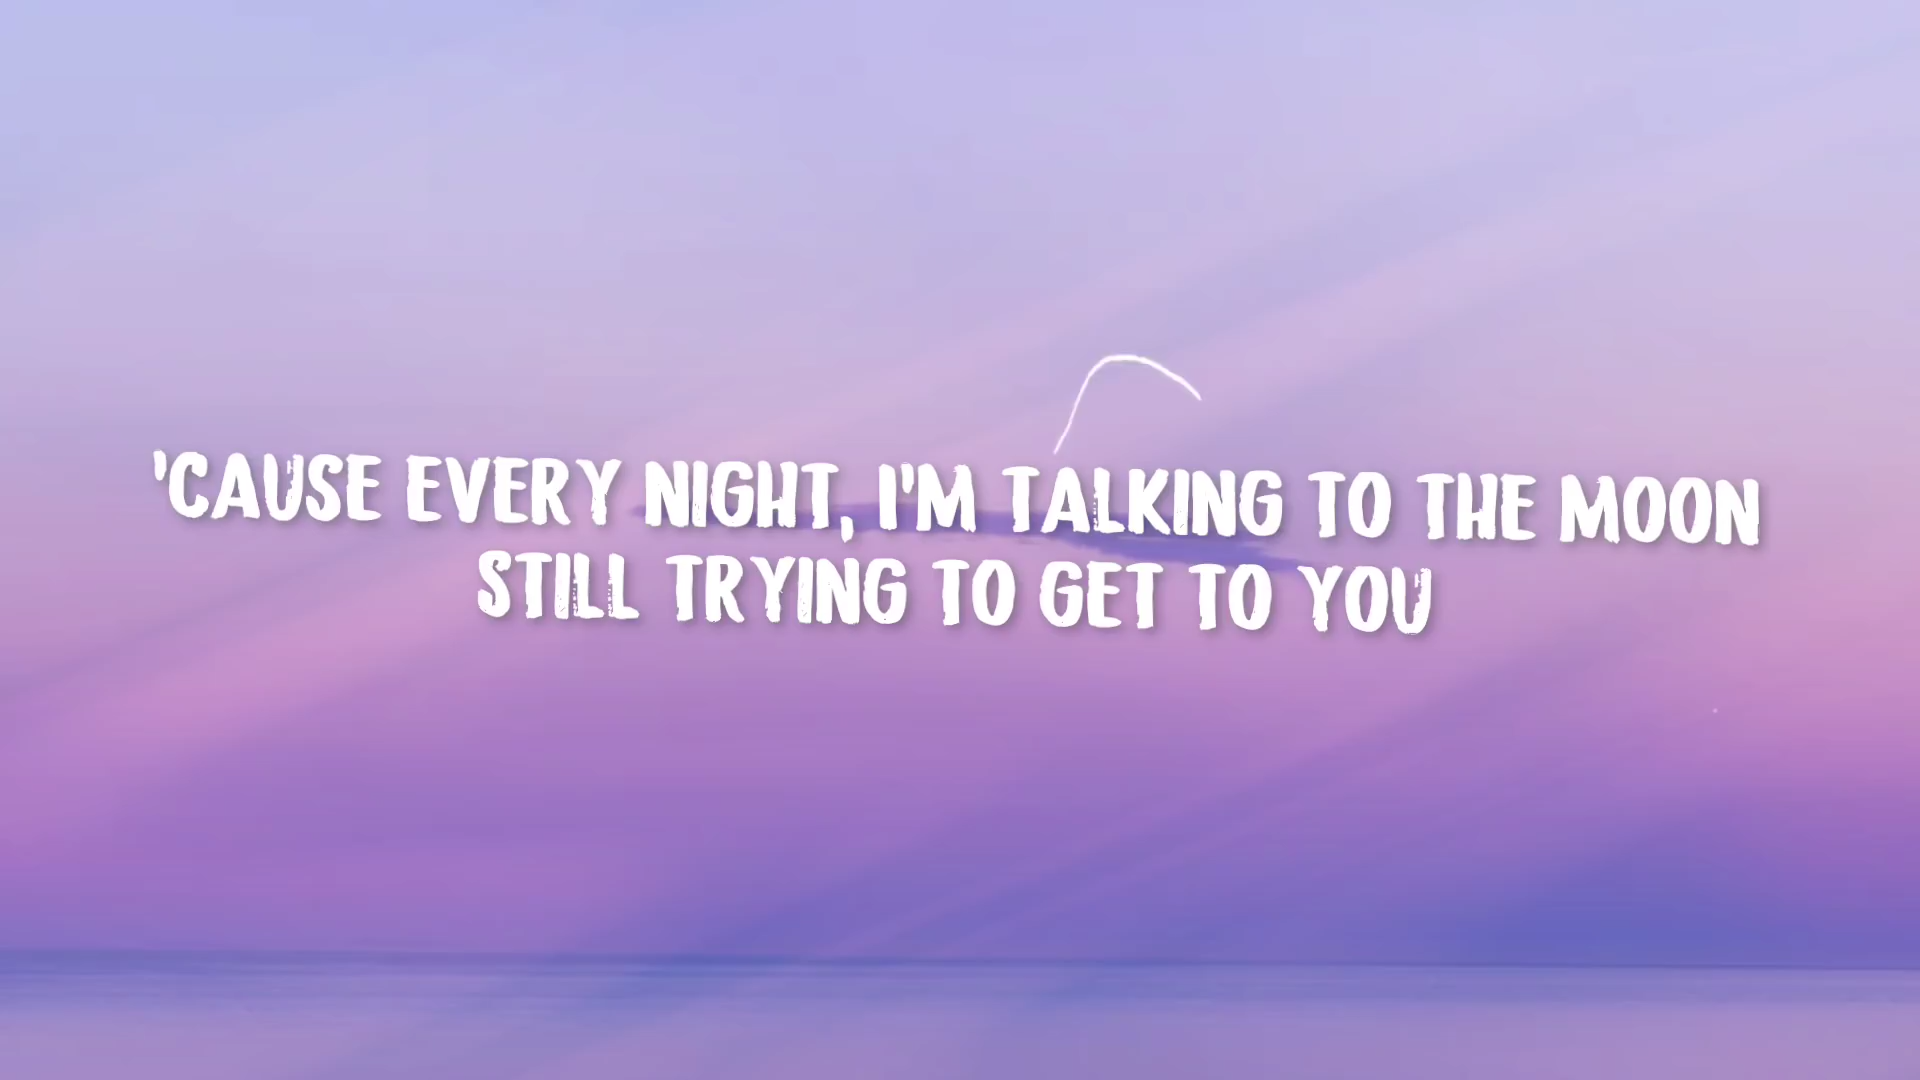 'CAUSE EVERY NIGHT, I'M TALKING TO THE MOON
STILL TRYING TO GET TO YOU